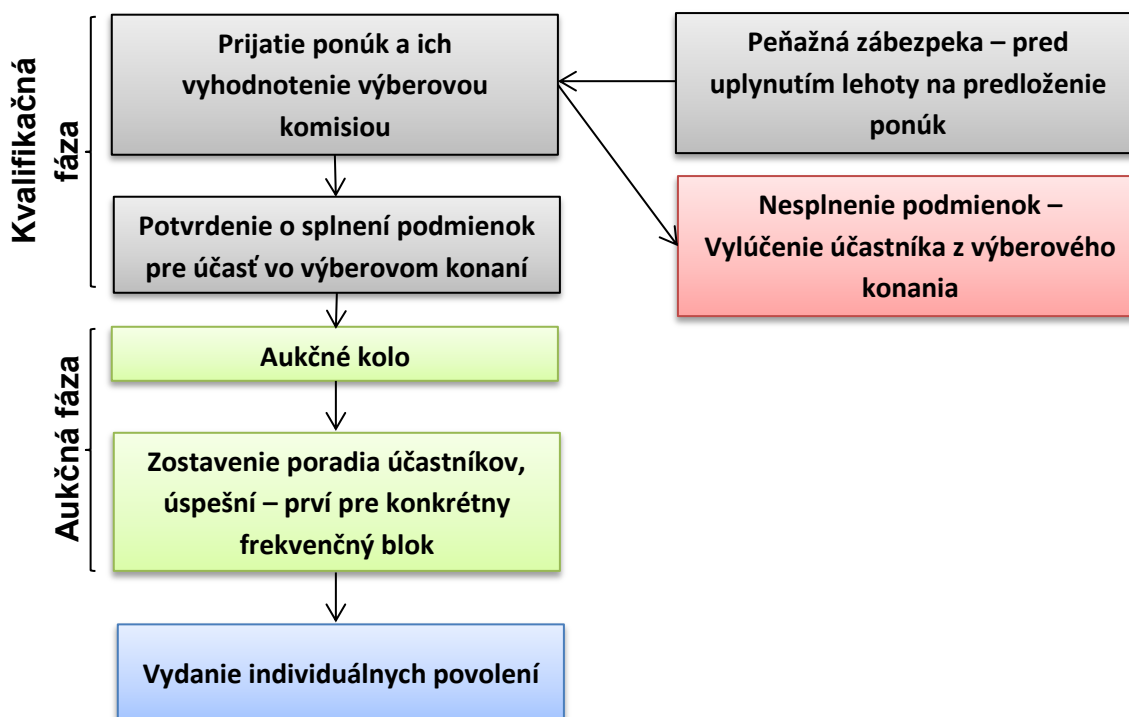 Kvalifikačná
fáza
Prijatie ponúk a ich
vyhodnotenie výberovou
komisiou
Peňažná zábezpeka – pred
uplynutím lehoty na predloženie
ponúk
Potvrdenie o splnení podmienok
pre účasť vo výberovom konaní
Nesplnenie podmienok –
Vylúčenie účastníka z výberového
konania
Aukčná fáza
Aukčné kolo
Zostavenie poradia účastníkov,
úspešní – prví pre konkrétny
frekvenčný blok
Vydanie individuálnych povolení